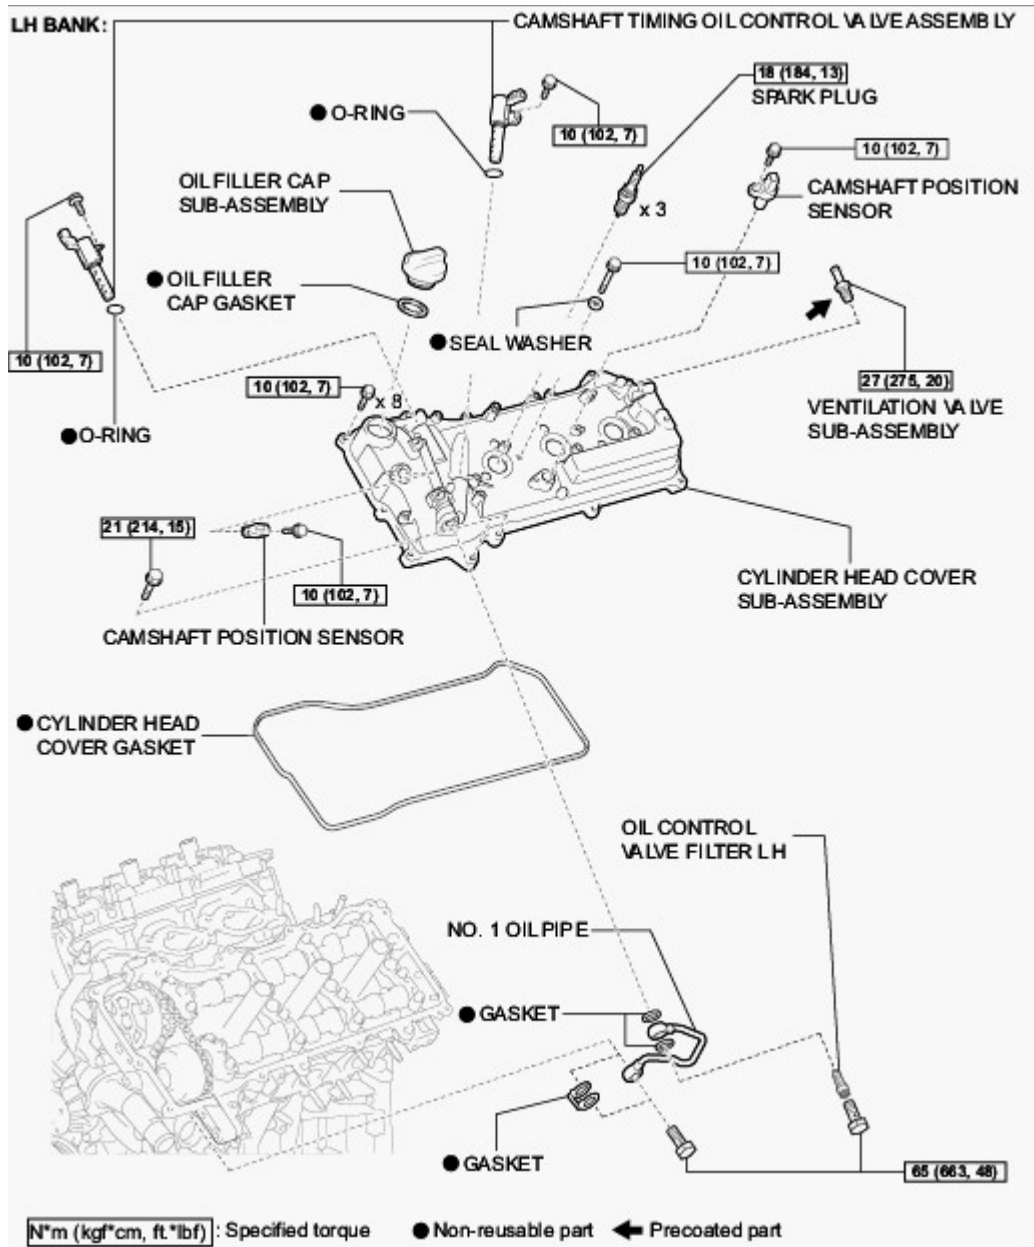 LH BANK:
CAMSHAFT TIMING OIL CONTROL VALVE ASSEMBLY
18 (184, 13)
SPARK PLUG
● O-RING
10 (102, 7)
10 (102, 7)
OIL FILLER CAP
SUB-ASSEMBLY
x 3
CAMSHAFT POSITION
SENSOR
10 (102, 7)
● OIL FILLER
CAP GASKET
● SEAL WASHER
10 (102, 7)
10 (102, 7)
x 8
27 (275, 20)
VENTILATION VALVE
SUB-ASSEMBLY
● O-RING
21 (214, 15)
10 (102, 7)
CAMSHAFT POSITION SENSOR
CYLINDER HEAD COVER
SUB-ASSEMBLY
● CYLINDER HEAD
COVER GASKET
OIL CONTROL
VALVE FILTER LH
NO. 1 OIL PIPE
● GASKET
● GASKET
65 (663, 48)
N*m (kgf*cm, ft.*lbf) : Specified torque ● Non-reusable part ← Precoated part